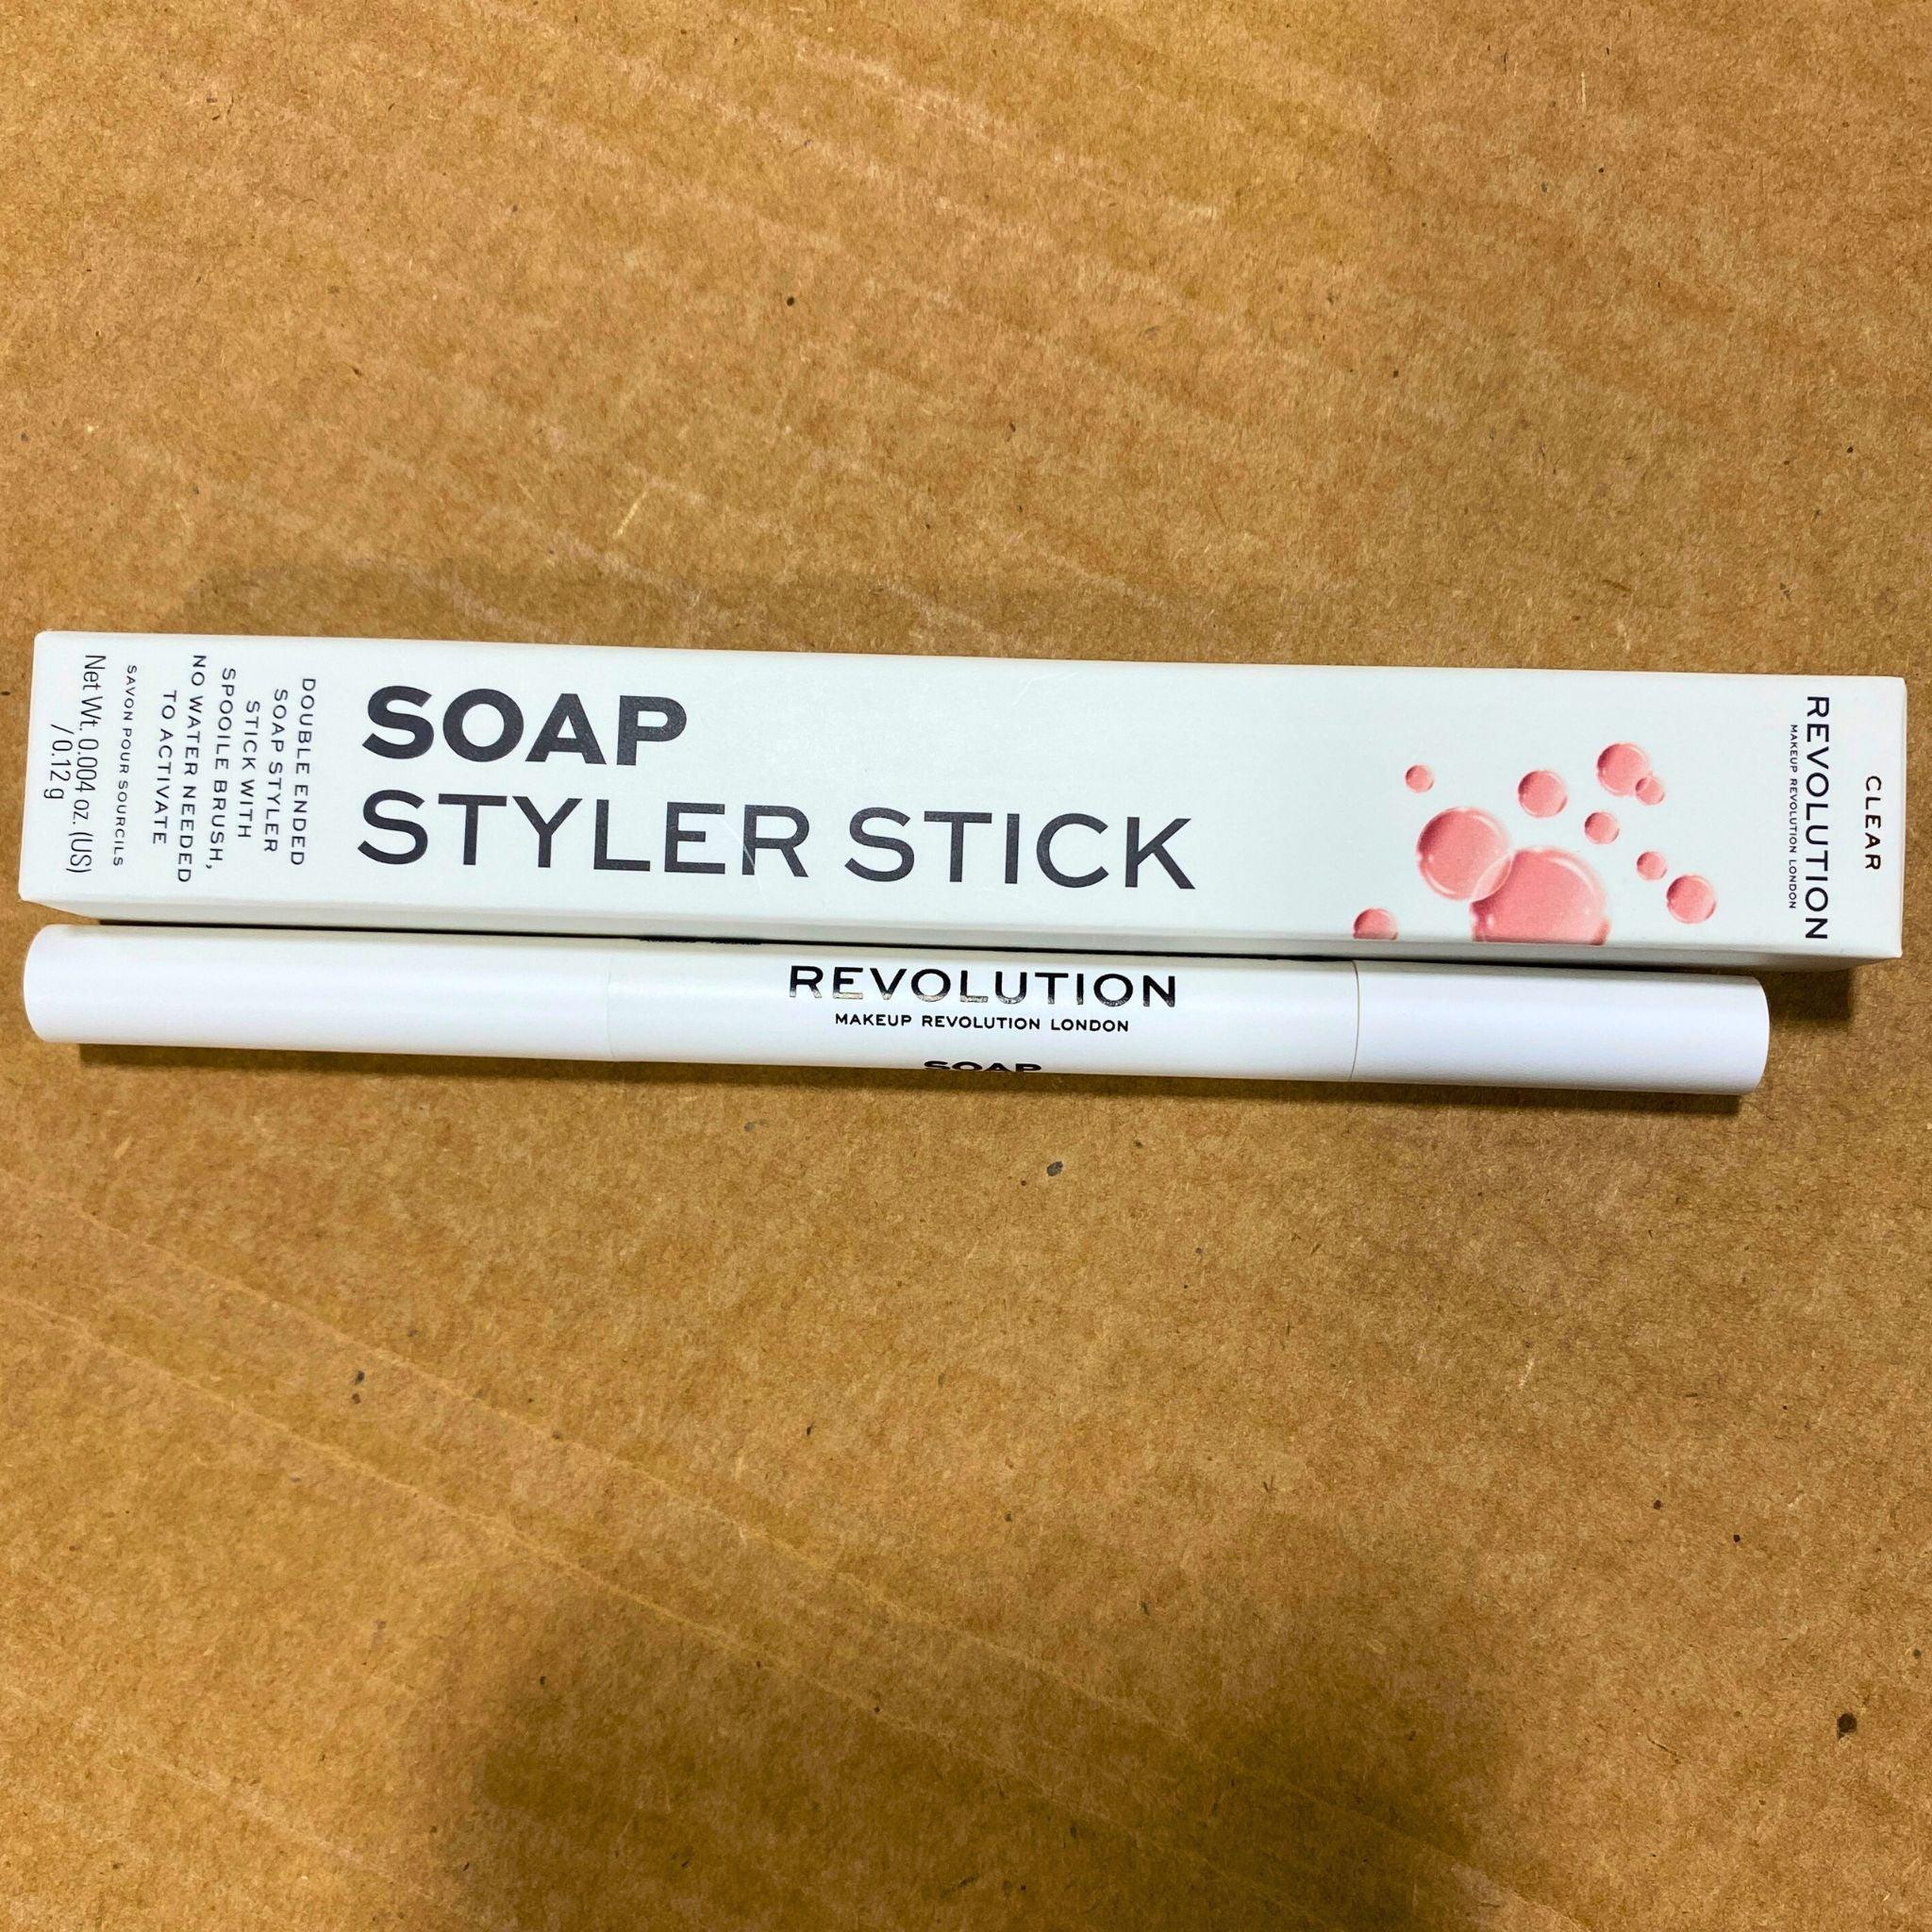 CLEAR
REVOLUTION
MAKEUP REVOLUTION LONDON
SOAP
STYLER STICK
DOUBLE ENDED
SOAP STYLER
STICK WITH
SPOOILE BRUSH,
NO WATER NEEDED
TO ACTIVATE
SAVON POUR SOURCILS
Net Wt. 0.004 oz. (US)
/ 0.12 g
REVOLUTION
MAKEUP REVOLUTION LONDON
SOAP